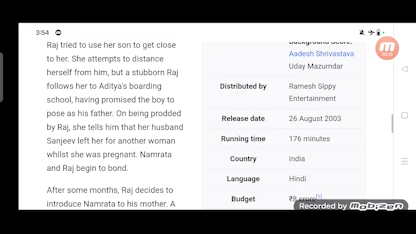 3:54
Raj tried to use her son to get close
to her. She attempts to distance
herself from him, but a stubborn Raj
follows her to Aditya's boarding
school, having promised the boy to
pose as his father. On being prodded
by Raj, she tells him that her husband
Sanjeev left her for another woman
whilst she was pregnant. Namrata
and Raj begin to bond.
After some months, Raj decides to
introduce Namrata to his mother. A
Background Score:
Aadesh Shrivastava
Uday Mazumdar
Distributed by Ramesh Sippy
Entertainment
Release date 26 August 2003
Running time 176 minutes
Country India
Language Hindi
Budget ₹8 crore[1]
Recorded by MOBIZEN